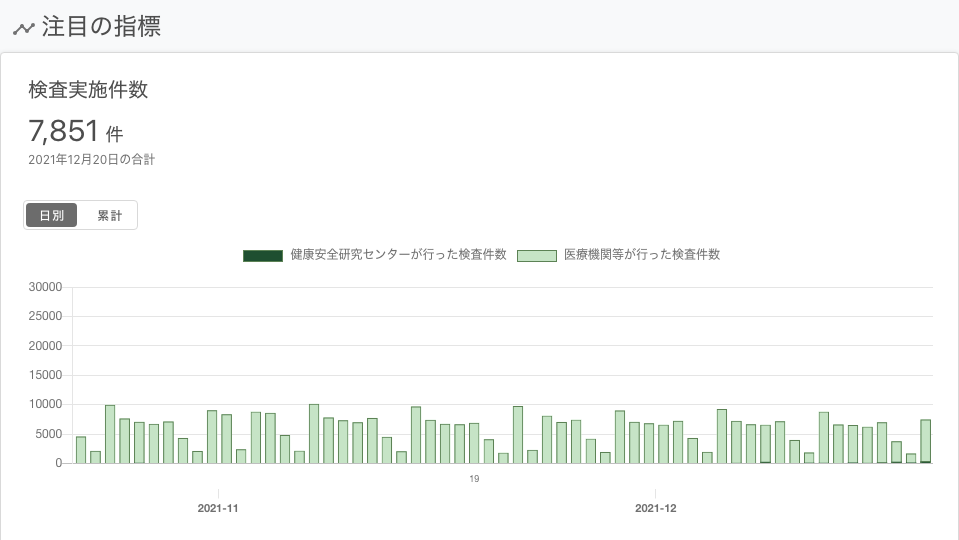 注目の指標
検査実施件数
7,851 件
2021年12月20日の合計
日別 累計
健康安全研究センターが行った検査件数 医療機関等が行った検査件数
30000
25000
20000
15000
10000
5000
0
19
2021-11 2021-12